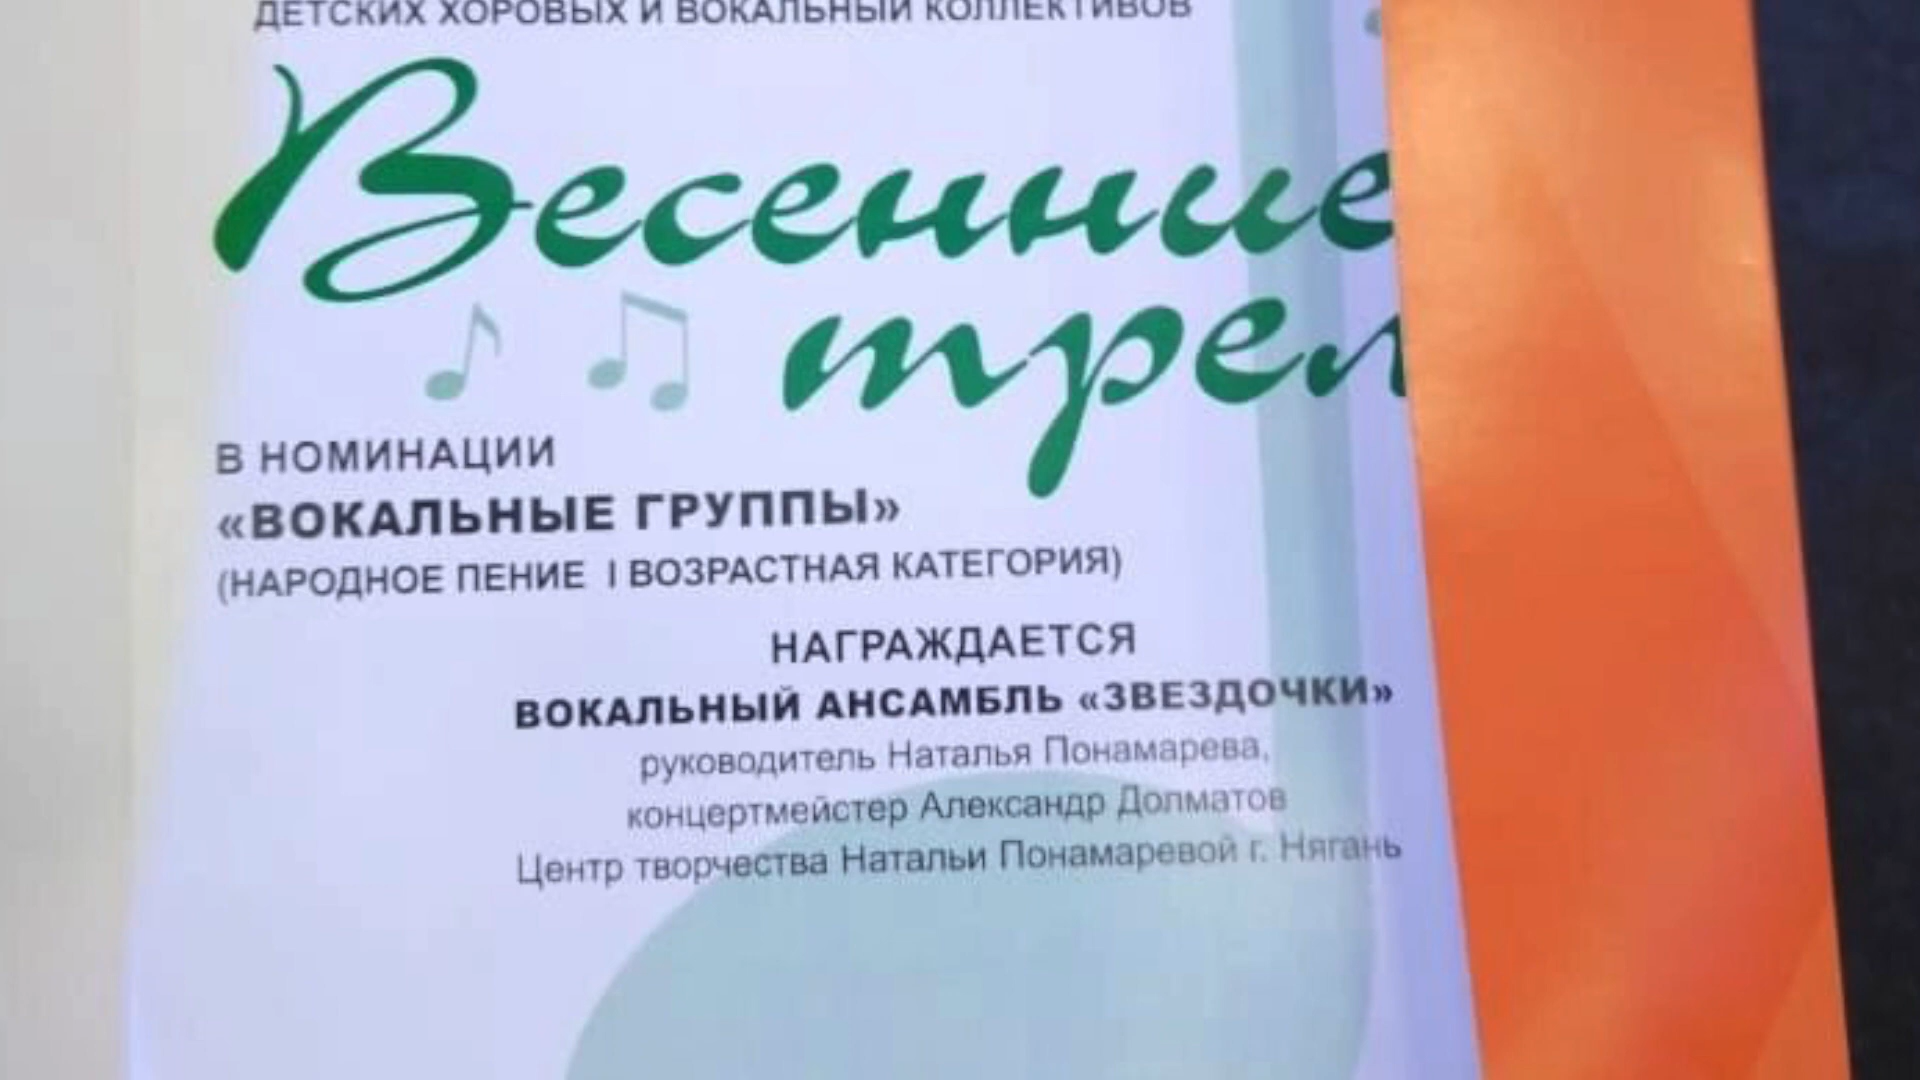 ДЕТСКИХ ХОРОВЫХ И ВОКАЛЬНЫЙ КОЛЛЕКТИВОВ
Весенние
трел
В НОМИНАЦИИ
«ВОКАЛЬНЫЕ ГРУППЫ»
(НАРОДНОЕ ПЕНИЕ I ВОЗРАСТНАЯ КАТЕГОРИЯ)
НАГРАЖДАЕТСЯ
ВОКАЛЬНЫЙ АНСАМБЛЬ «ЗВЕЗДОЧКИ»
руководитель Наталья Понамарева,
концертмейстер Александр Долматов
Центр творчества Натальи Понамаревой г. Нягань